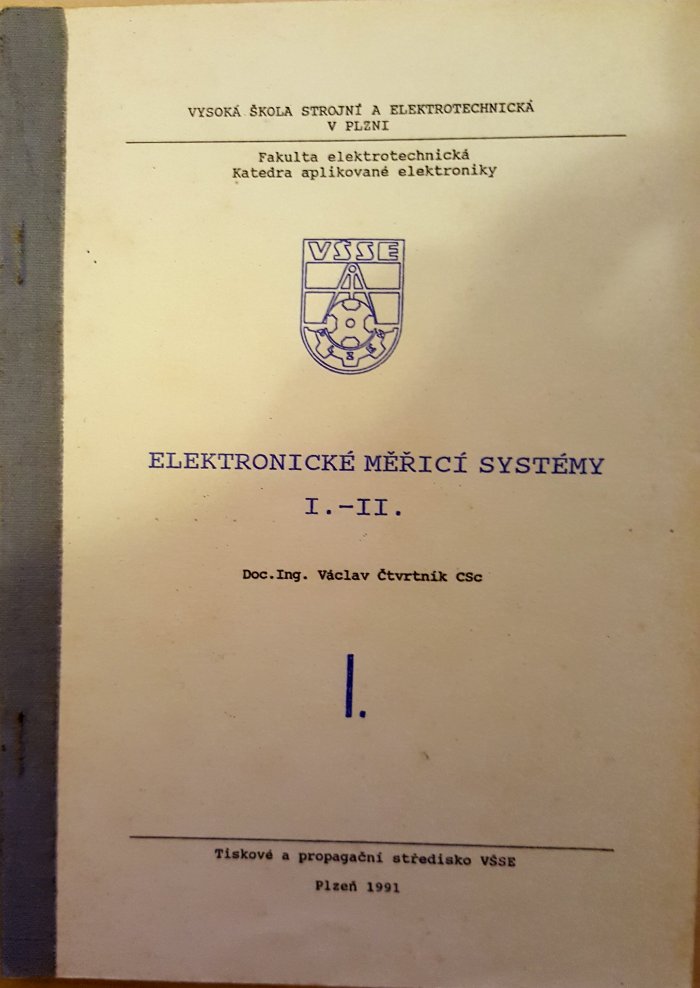 VYSOKÁ ŠKOLA STROJNÍ A ELEKTROTECHNICKÁ
V PLZNI
Fakulta elektrotechnická
Katedra aplikované elektroniky
VŠSE
PLZEŇ
ELEKTRONICKÉ MĚŘICÍ SYSTÉMY
I.-II.
Doc.Ing. Václav Čtvrtník CSc
I.
Tiskové a propagační středisko VŠSE
Plzeň 1991